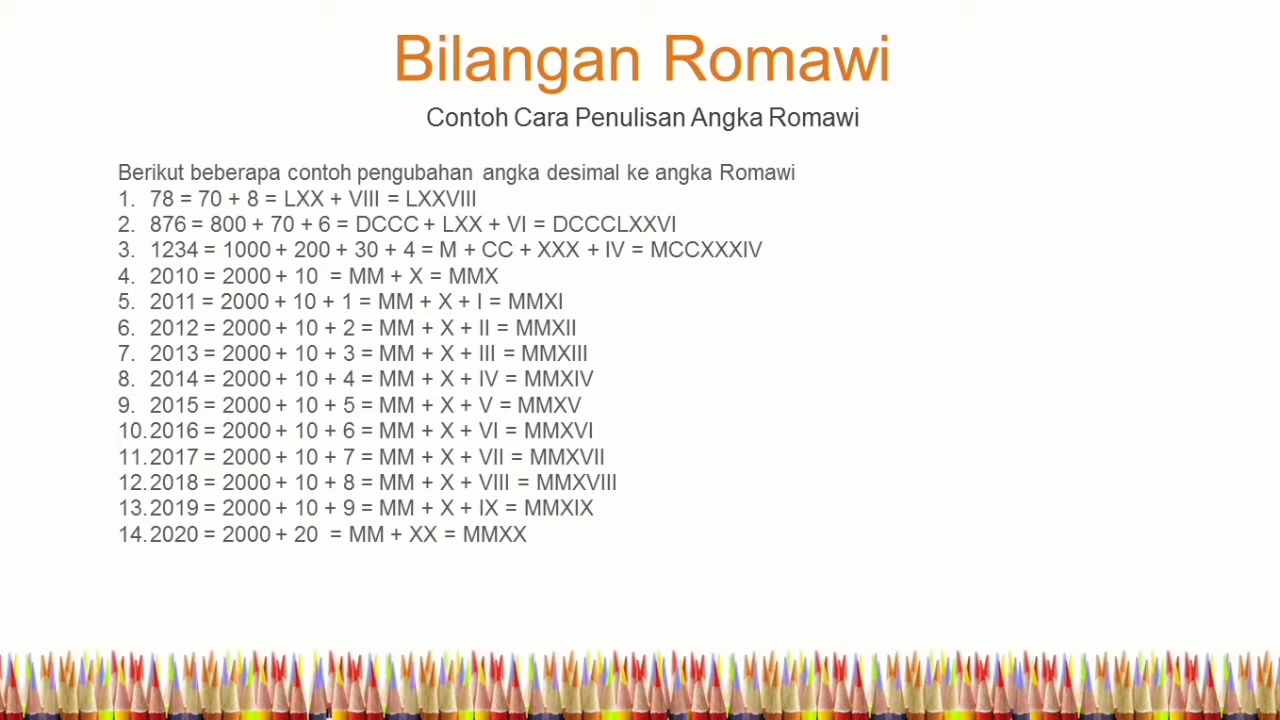 Bilangan Romawi
Contoh Cara Penulisan Angka Romawi
Berikut beberapa contoh pengubahan angka desimal ke angka Romawi
1. 78 = 70 + 8 = LXX + VIII = LXXVIII
2. 876 = 800 + 70 + 6 = DCCC + LXX + VI = DCCCLXXVI
3. 1234 = 1000 + 200 + 30 + 4 = M + CC + XXX + IV = MCCXXXIV
4. 2010 = 2000 + 10 = MM + X = MMX
5. 2011 = 2000 + 10 + 1 = MM + X + I = MMXI
6. 2012 = 2000 + 10 + 2 = MM + X + II = MMXII
7. 2013 = 2000 + 10 + 3 = MM + X + III = MMXIII
8. 2014 = 2000 + 10 + 4 = MM + X + IV = MMXIV
9. 2015 = 2000 + 10 + 5 = MM + X + V = MMXV
10. 2016 = 2000 + 10 + 6 = MM + X + VI = MMXVI
11. 2017 = 2000 + 10 + 7 = MM + X + VII = MMXVII
12. 2018 = 2000 + 10 + 8 = MM + X + VIII = MMXVIII
13. 2019 = 2000 + 10 + 9 = MM + X + IX = MMXIX
14. 2020 = 2000 + 20 = MM + XX = MMXX